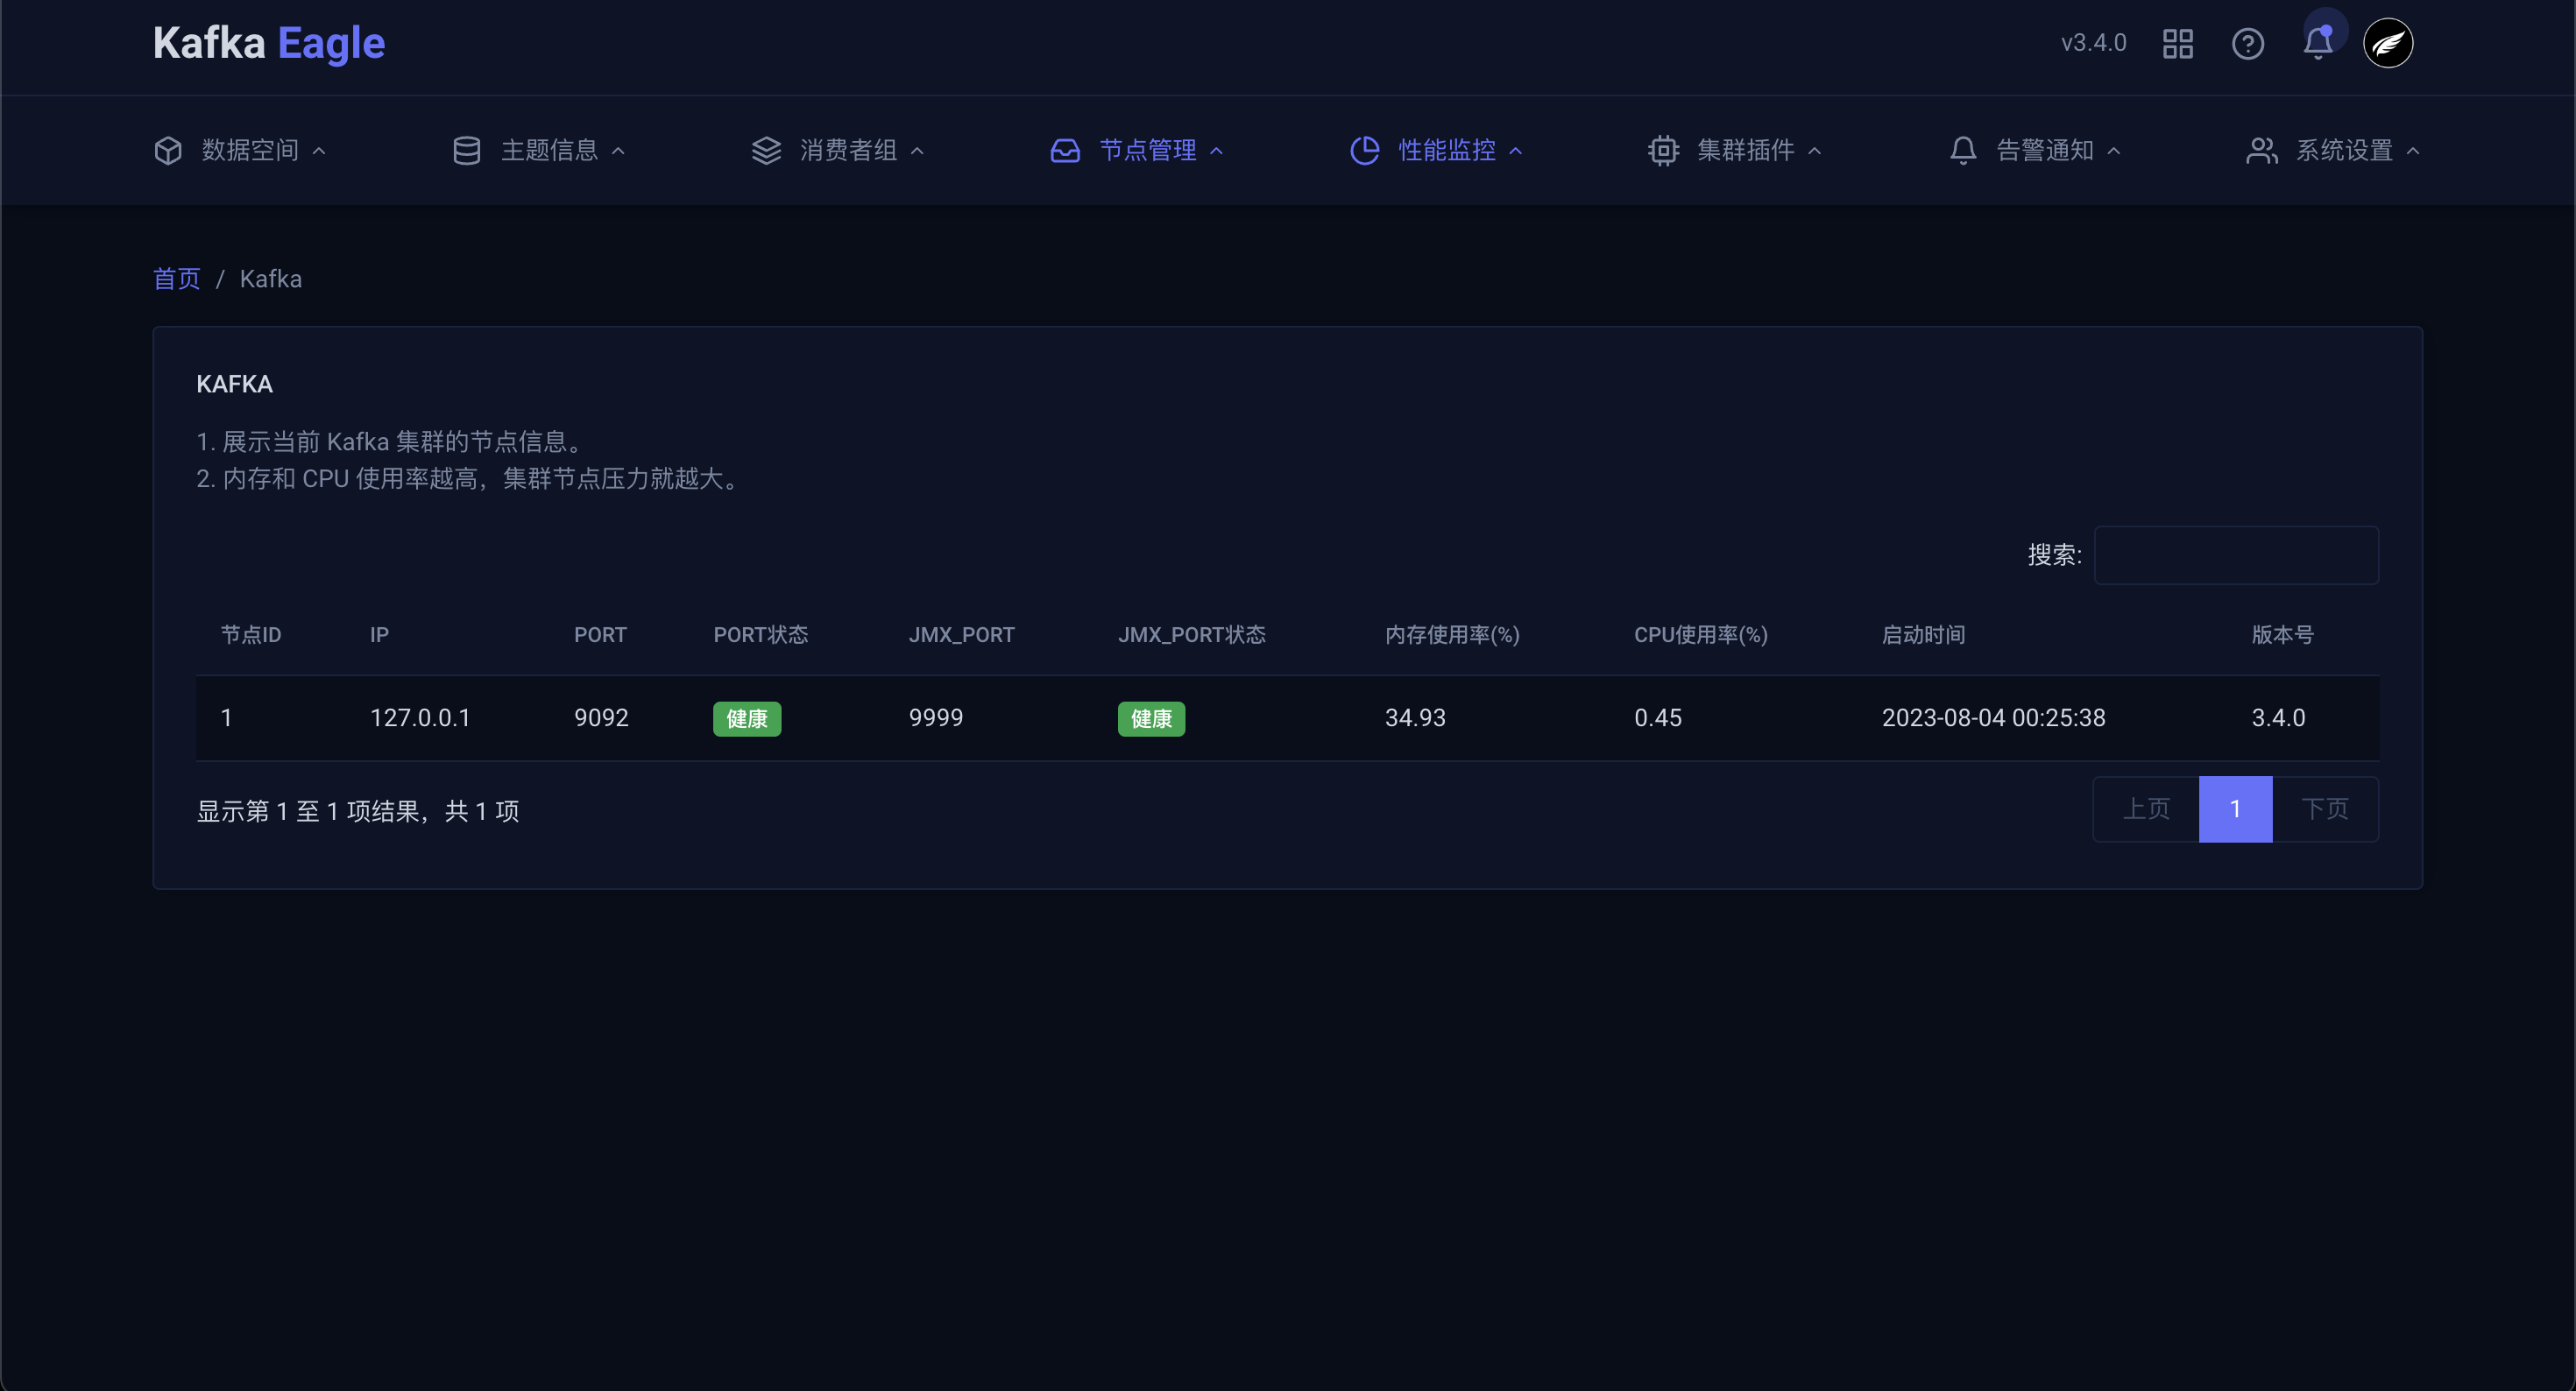 Kafka Eagle
v3.4.0
数据空间 主题信息 消费者组 节点管理 性能监控 集群插件 告警通知 系统设置
首页 / Kafka
KAFKA
1. 展示当前 Kafka 集群的节点信息。
2. 内存和 CPU 使用率越高，集群节点压力就越大。
搜索:
节点ID IP PORT PORT状态 JMX_PORT JMX_PORT状态 内存使用率(%) CPU使用率(%) 启动时间 版本号
1 127.0.0.1 9092 健康 9999 健康 34.93 0.45 2023-08-04 00:25:38 3.4.0
显示第 1 至 1 项结果，共 1 项
上页 1 下页